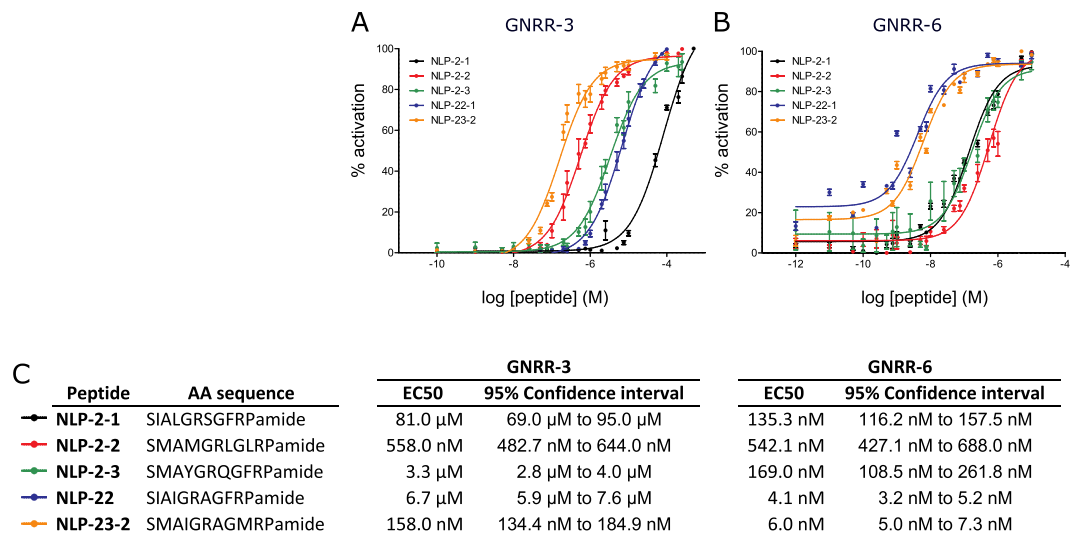 A
GNRR-3
% activation
100
80
60
40
20
0
NLP-2-1
NLP-2-2
NLP-2-3
NLP-22-1
NLP-23-2
-10
-8
-6
-4
log [peptide] (M)
B
GNRR-6
% activation
100
80
60
40
20
0
NLP-2-1
NLP-2-2
NLP-2-3
NLP-22-1
NLP-23-2
-12
-10
-8
-6
-4
log [peptide] (M)
C
GNRR-3 GNRR-6
Peptide AA sequence EC50 95% Confidence interval EC50 95% Confidence interval
NLP-2-1 SIALGRSGFRPamide 81.0 µM 69.0 µM to 95.0 µM 135.3 nM 116.2 nM to 157.5 nM
NLP-2-2 SMAMGRLGLRPamide 558.0 nM 482.7 nM to 644.0 nM 542.1 nM 427.1 nM to 688.0 nM
NLP-2-3 SMAYGRQGFRPamide 3.3 µM 2.8 µM to 4.0 µM 169.0 nM 108.5 nM to 261.8 nM
NLP-22 SIAIGRAGFRPamide 6.7 µM 5.9 µM to 7.6 µM 4.1 nM 3.2 nM to 5.2 nM
NLP-23-2 SMAIGRAGMRPamide 158.0 nM 134.4 nM to 184.9 nM 6.0 nM 5.0 nM to 7.3 nM